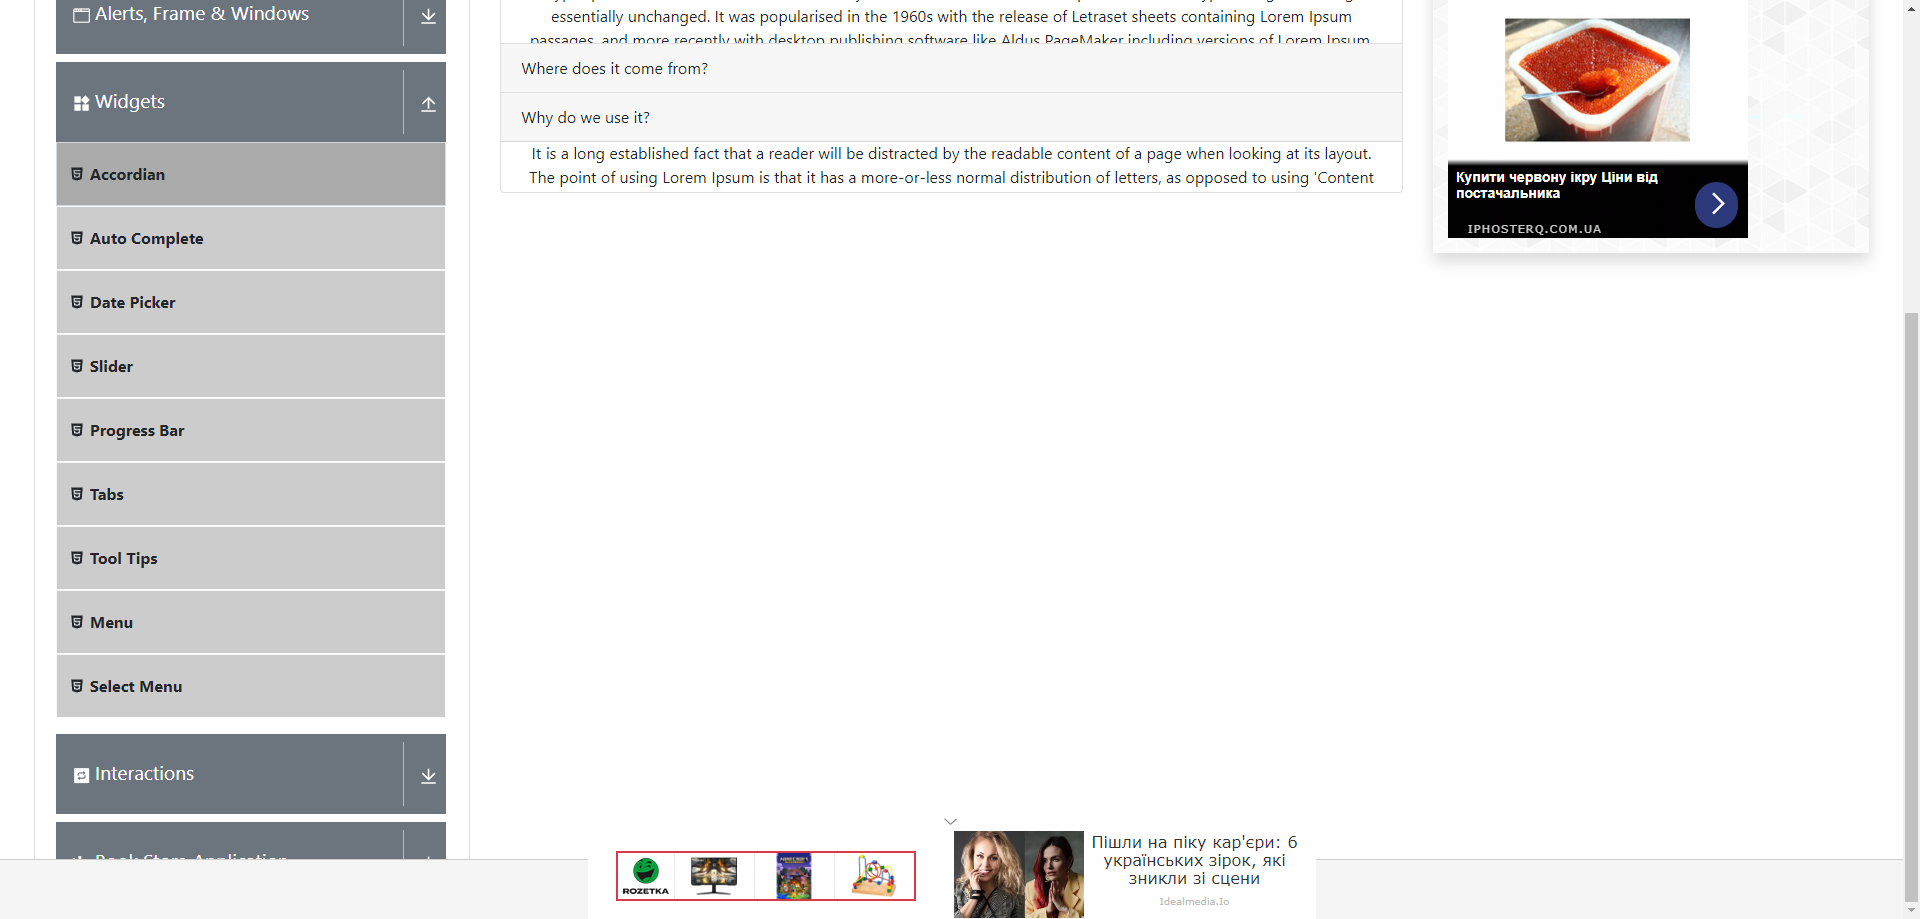 Alerts, Frame & Windows
Widgets
Accordian
Auto Complete
Date Picker
Slider
Progress Bar
Tabs
Tool Tips
Menu
Select Menu
Interactions
essentially unchanged. It was popularised in the 1960s with the release of Letraset sheets containing Lorem Ipsum
passages, and more recently with desktop publishing software like Aldus PageMaker including versions of Lorem Ipsum.
Where does it come from?
Why do we use it?
It is a long established fact that a reader will be distracted by the readable content of a page when looking at its layout.
The point of using Lorem Ipsum is that it has a more-or-less normal distribution of letters, as opposed to using 'Content
Купити червону ікру Ціни від
постачальника
IPHOSTERQ.COM.UA
Book Store Application
ROZETKA
Пішли на піку кар'єри: 6
українських зірок, які
зникли зі сцени
Idealmedia.Io